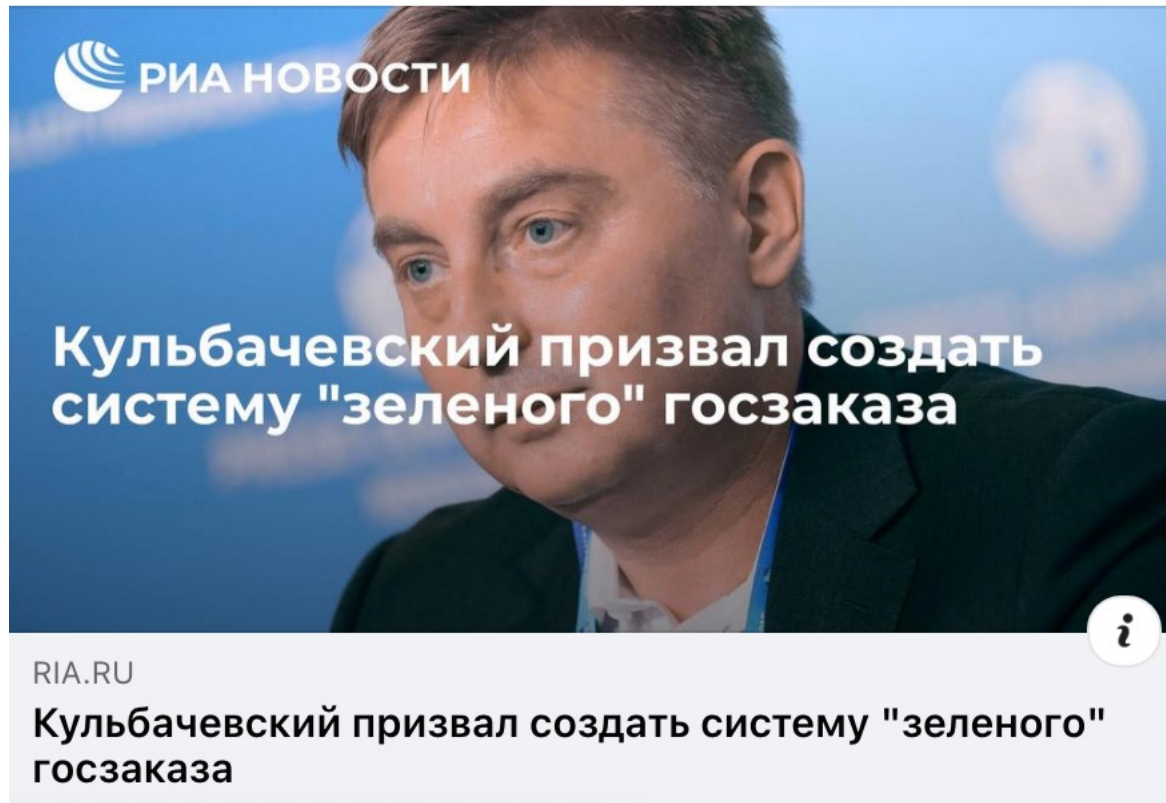 РИА НОВОСТИ
Кульбачевский призвал создать
систему "зеленого" госзаказа
i
RIA.RU
Кульбачевский призвал создать систему "зеленого"
госзаказа